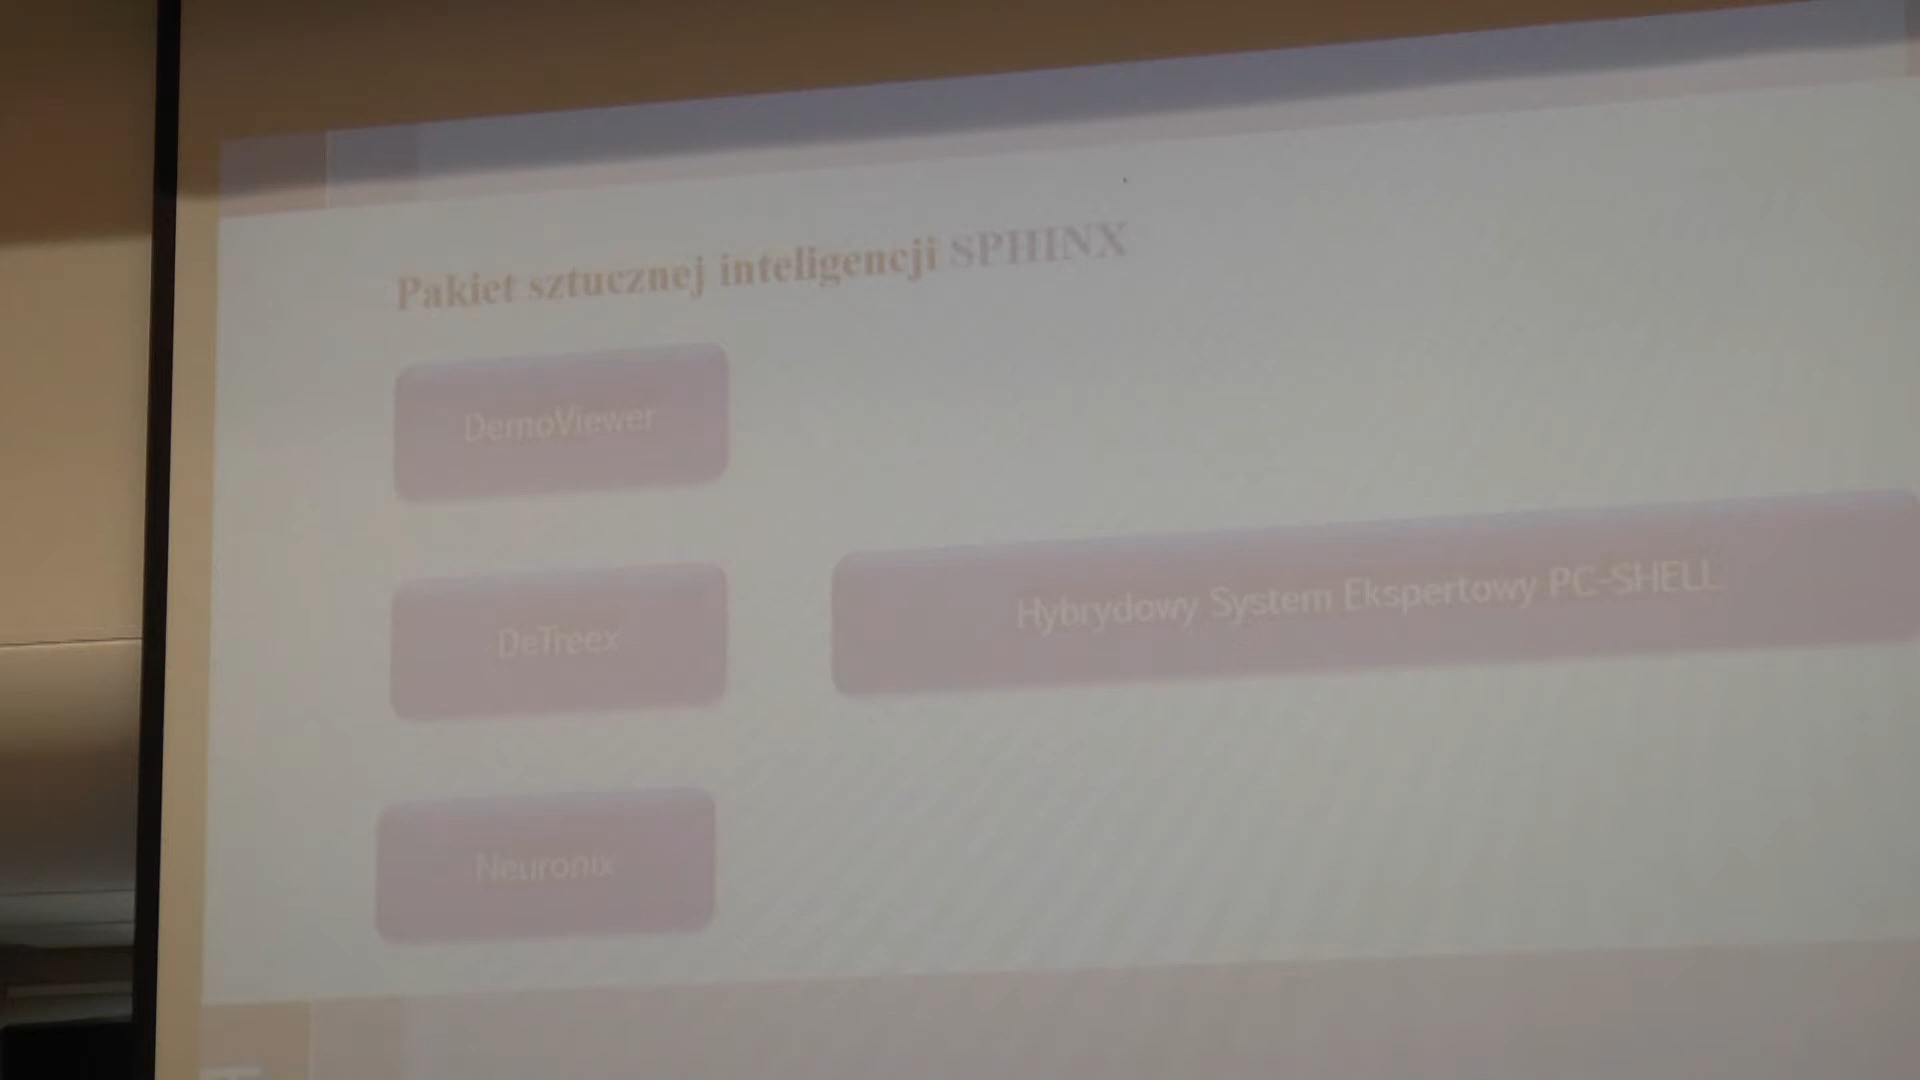 Pakiet sztucznej inteligencji SPHINX
DemoViewer
DeTreex
Hybrydowy System Ekspertowy PC-SHELL
Neuronix